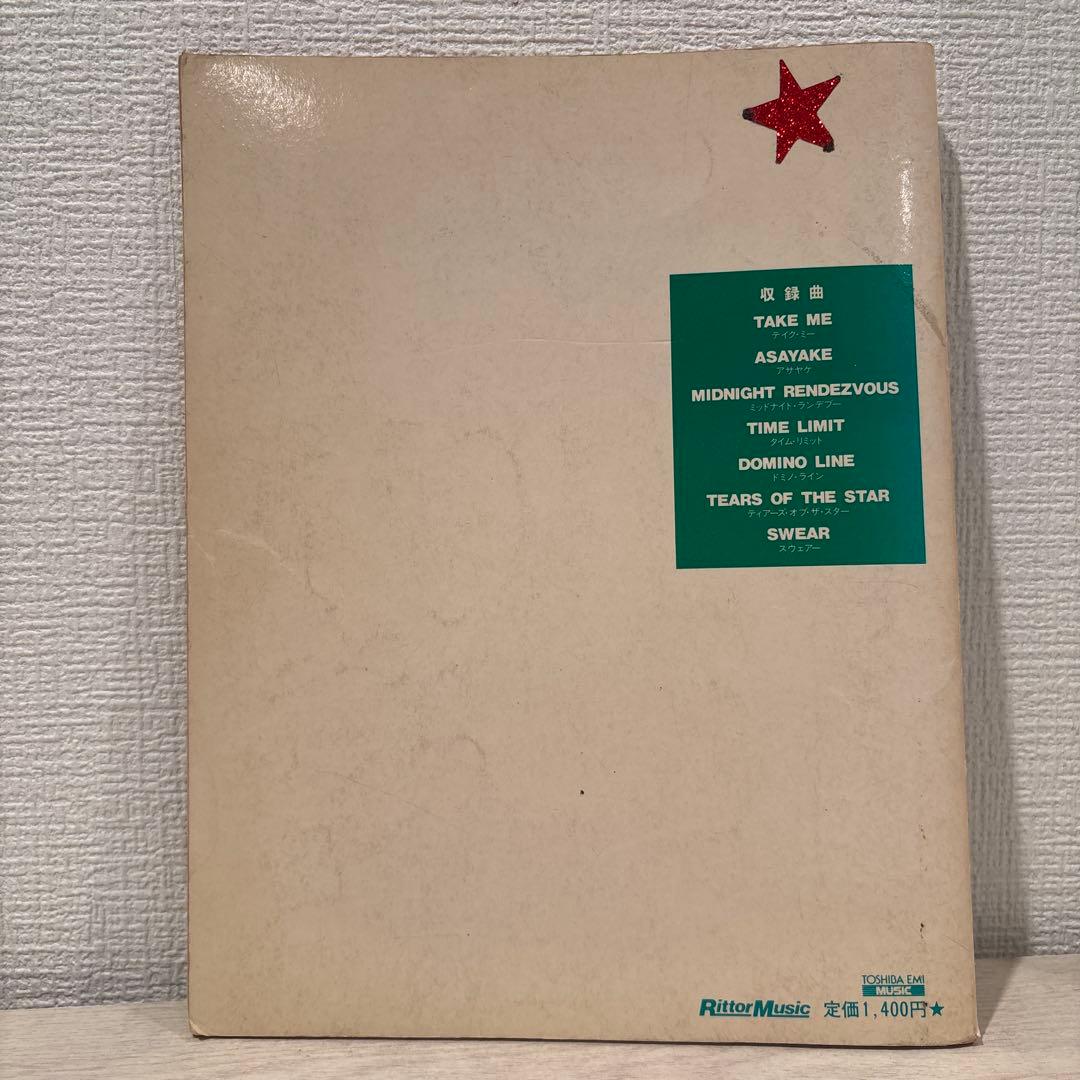 収録曲
TAKE ME
テイク・ミー
ASAYAKE
アサヤケ
MIDNIGHT RENDEZVOUS
ミッドナイト・ランデブー
TIME LIMIT
タイム・リミット
DOMINO LINE
ドミノ・ライン
TEARS OF THE STAR
ティアーズ・オブ・ザ・スター
SWEAR
スウェアー
TOSHIBA EMI
MUSIC
RittorMusic 定価1,400円★